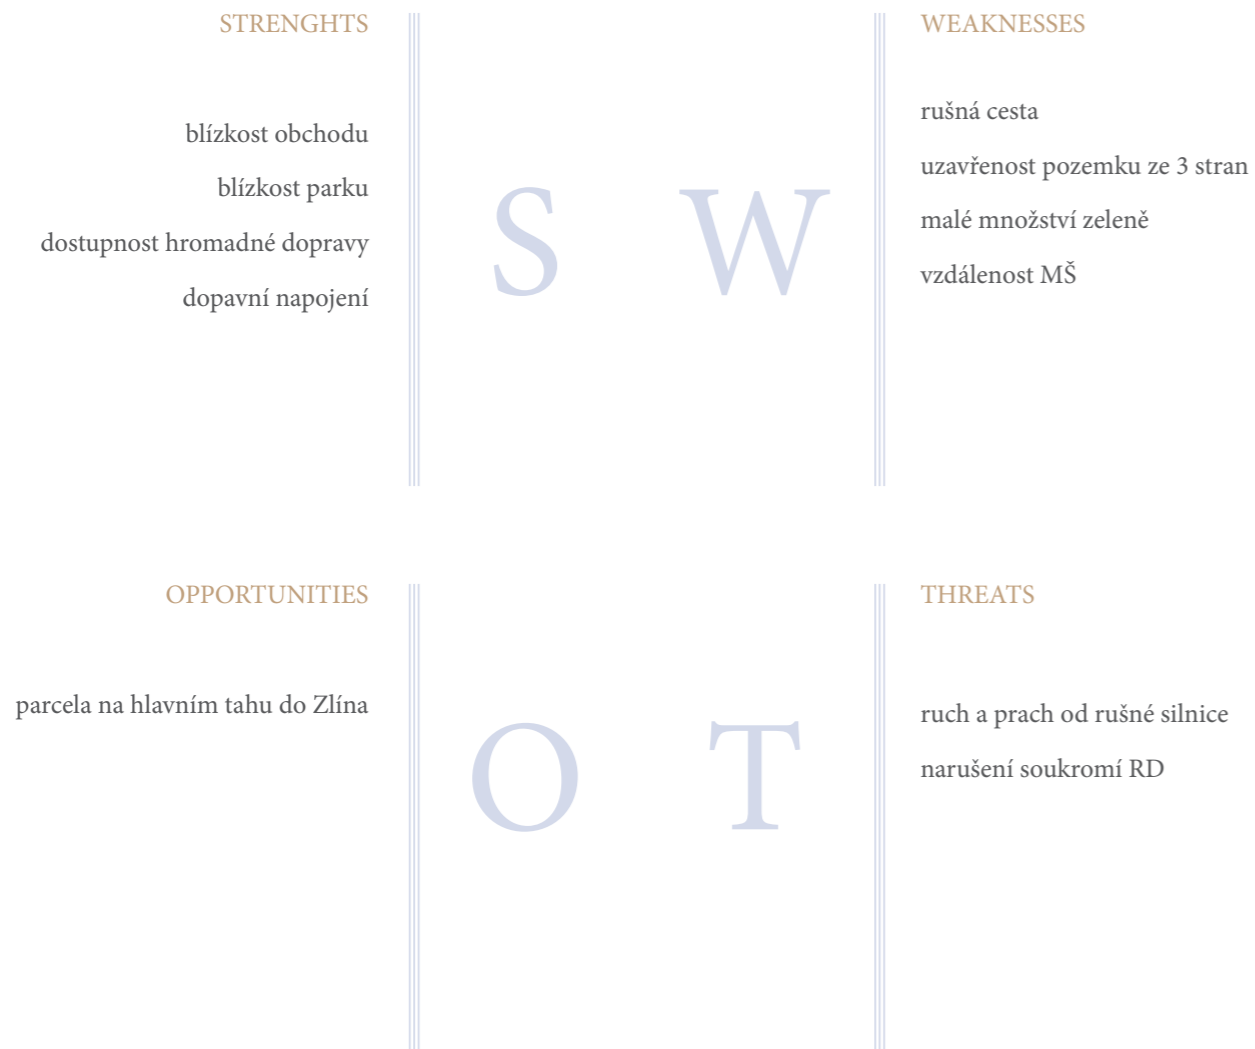 STRENGHTS
blízkost obchodu
blízkost parku
dostupnost hromadné dopravy
dopavní napojení
S
W
WEAKNESSES
rušná cesta
uzavřenost pozemku ze 3 stran
malé množství zeleně
vzdálenost MŠ
OPPORTUNITIES
parcela na hlavním tahu do Zlína
O
T
THREATS
ruch a prach od rušné silnice
narušení soukromí RD